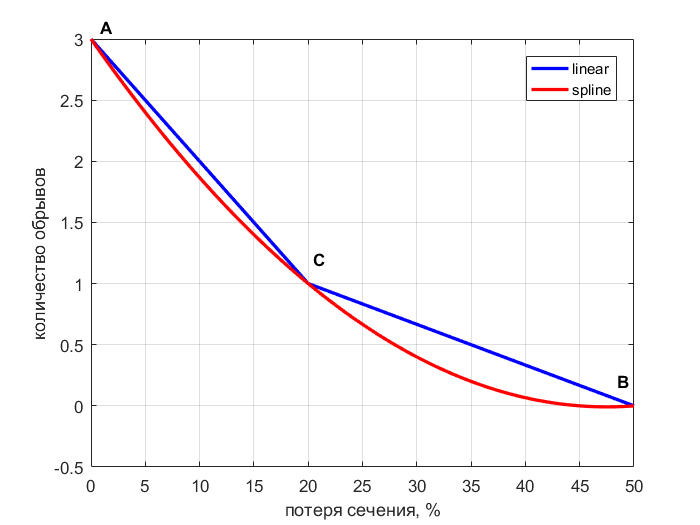 A
3
linear
spline
2.5
2
количество обрывов
1.5
C
1
0.5
B
0
-0.5
0 5 10 15 20 25 30 35 40 45 50
потеря сечения, %